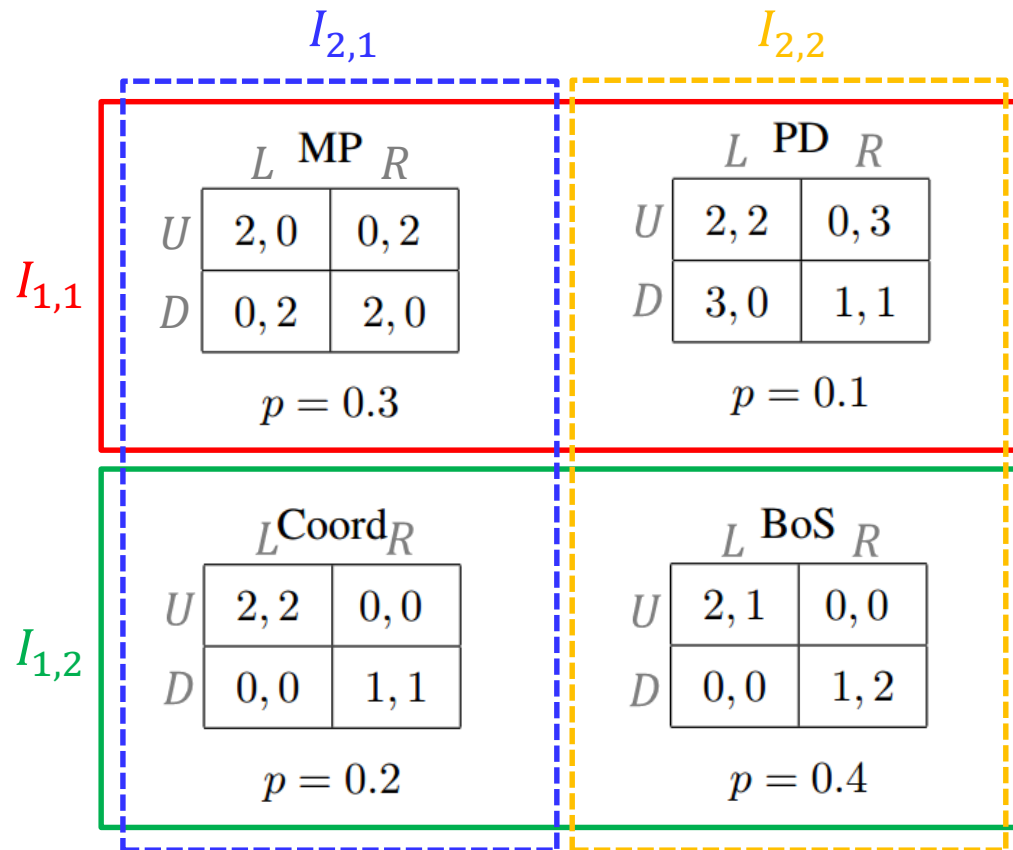 I2,1 I2,2
MP PD
L R L R
U 2, 0 0, 2 U 2, 2 0, 3
I1,1
D 0, 2 2, 0 D 3, 0 1, 1
p = 0.3 p = 0.1
Coord BoS
L R L R
U 2, 2 0, 0 U 2, 1 0, 0
I1,2
D 0, 0 1, 1 D 0, 0 1, 2
p = 0.2 p = 0.4